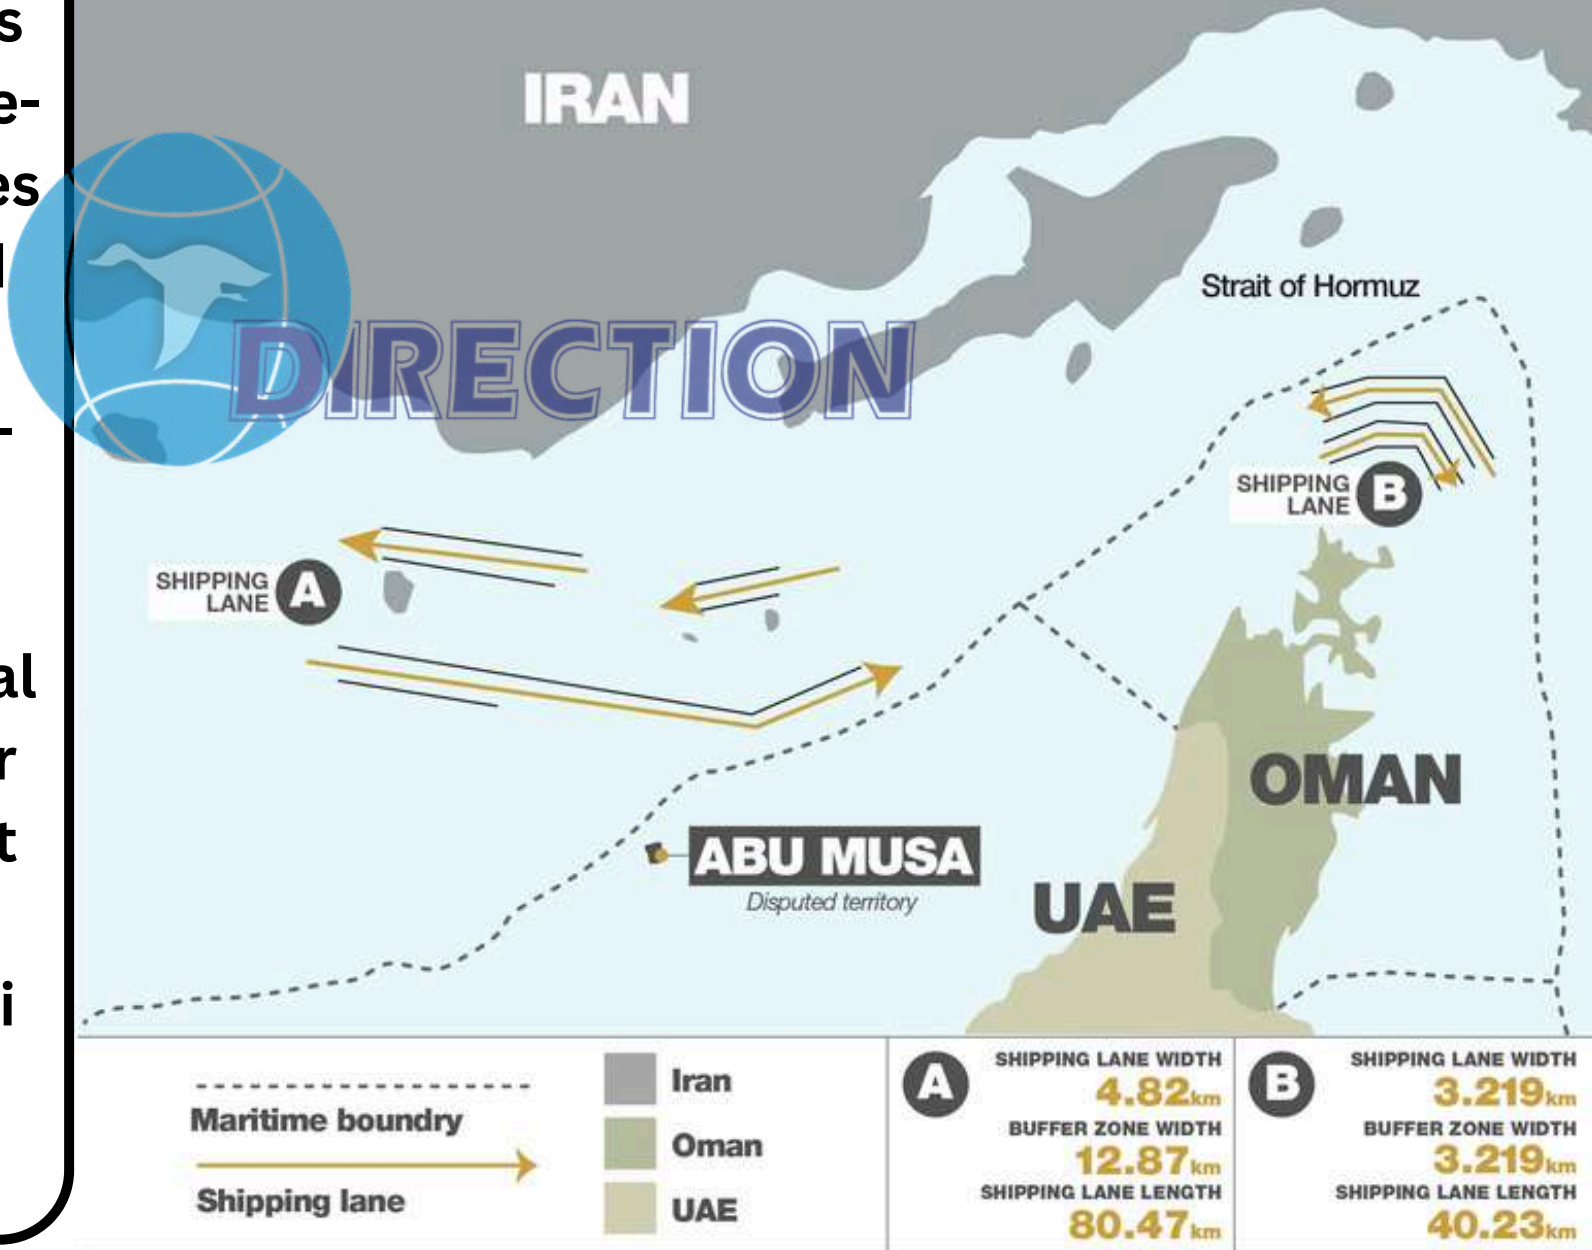 s
e-
es
al
r
t
i
IRAN
DIRECTION
Strait of Hormuz
SHIPPING
LANE
B
SHIPPING
LANE
A
OMAN
ABU MUSA
Disputed territory
UAE
Maritime boundry
Shipping lane
Iran
Oman
UAE
A
SHIPPING LANE WIDTH
4.82km
BUFFER ZONE WIDTH
12.87km
SHIPPING LANE LENGTH
80.47km
B
SHIPPING LANE WIDTH
3.219km
BUFFER ZONE WIDTH
3.219km
SHIPPING LANE LENGTH
40.23km